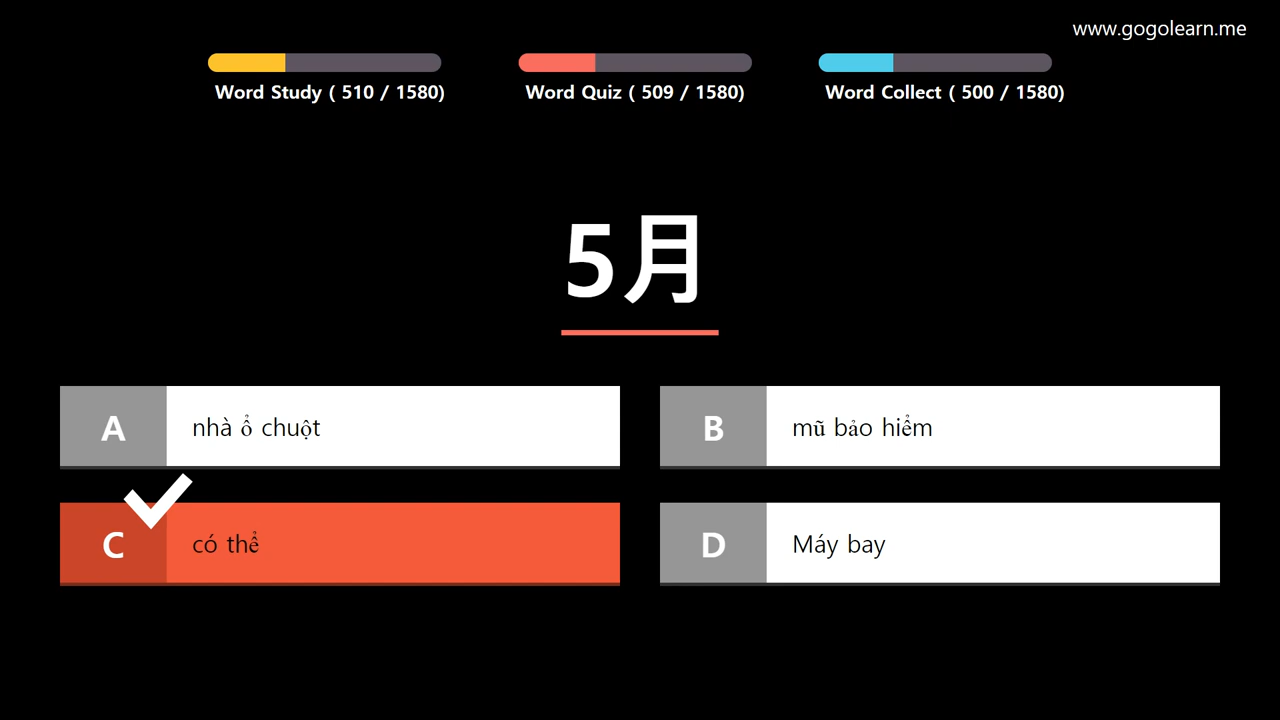 www.gogolearn.me
Word Study ( 510 / 1580)
Word Quiz ( 509 / 1580)
Word Collect ( 500 / 1580)
5月
A nhà ổ chuột
B mũ bảo hiểm
C có thể
D Máy bay